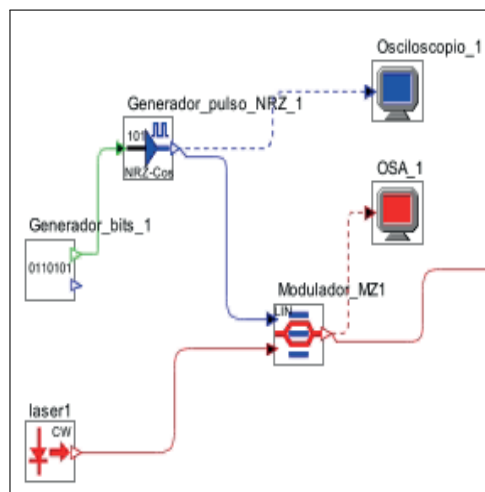 Osciloscopio_1
Generador_pulso_NRZ_1
101
NRZ-Cos
OSA_1
Generador_bits_1
0110101
Modulador_MZ1
LIN
laser1
CW